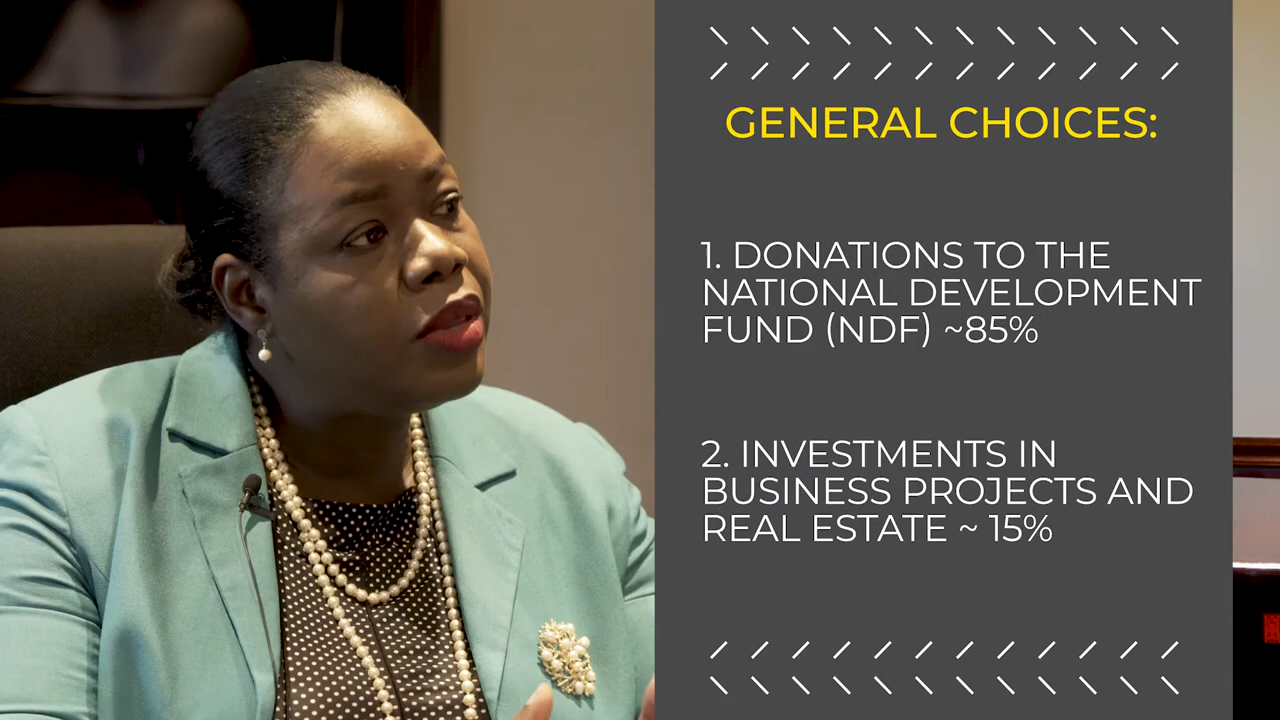 GENERAL CHOICES:
1. DONATIONS TO THE
NATIONAL DEVELOPMENT
FUND (NDF) ~85%
2. INVESTMENTS IN
BUSINESS PROJECTS AND
REAL ESTATE ~ 15%